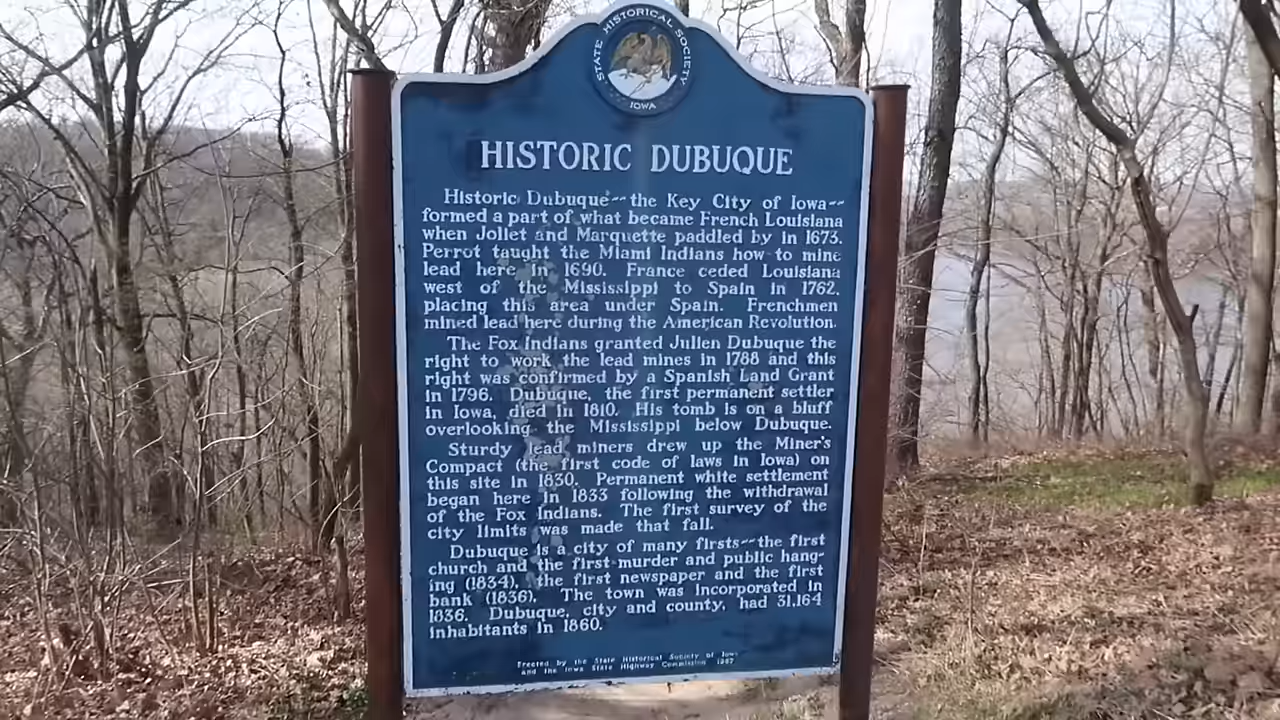 STATE HISTORICAL SOCIETY
IOWA
HISTORIC DUBUQUE
Historic Dubuque--the Key City of Iowa--
formed a part of what became French Louisiana
when Joliet and Marquette paddled by in 1673.
Perrot taught the Miami Indians how to mine
lead here in 1690. France ceded Louisiana
west of the Mississippi to Spain in 1762,
placing this area under Spain. Frenchmen
mined lead here during the American Revolution.
The Fox Indians granted Julien Dubuque the
right to work the lead mines in 1788 and this
right was confirmed by a Spanish Land Grant
in 1796. Dubuque, the first permanent settler
in Iowa, died in 1810. His tomb is on a bluff
overlooking the Mississippi below Dubuque.
Sturdy lead miners drew up the Miner's
Compact (the first code of laws in Iowa) on
this site in 1830. Permanent white settlement
began here in 1833 following the withdrawal
of the Fox Indians. The first survey of the
city limits was made that fall.
Dubuque is a city of many firsts--the first
church and the first murder and public hang-
ing (1834), the first newspaper and the first
bank (1836). The town was incorporated in
1836. Dubuque, city and county, had 31,164
inhabitants in 1860.
Erected by the State Historical Society of Iowa
and the Iowa State Highway Commission 1967